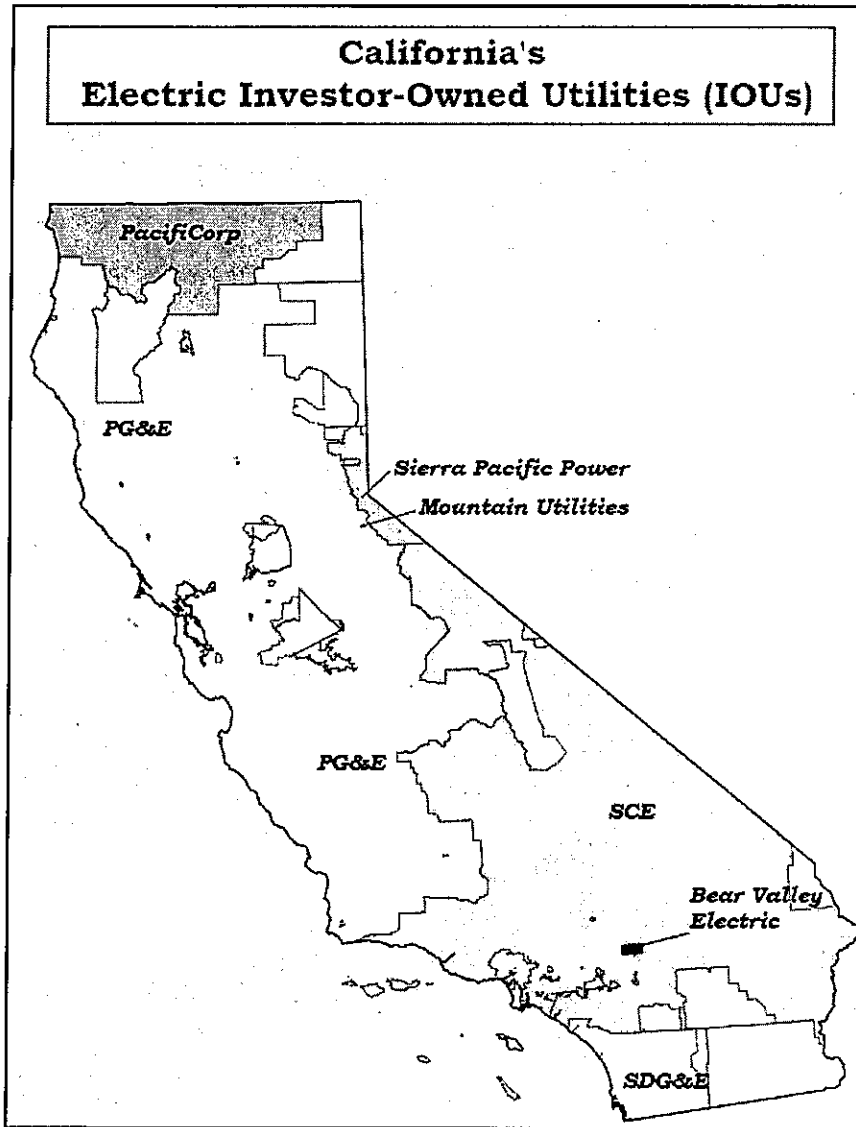 California's
Electric Investor-Owned Utilities (IOUs)
PacifiCorp
PG&E
Sierra Pacific Power
Mountain Utilities
PG&E
SCE
Bear Valley
Electric
SDG&E